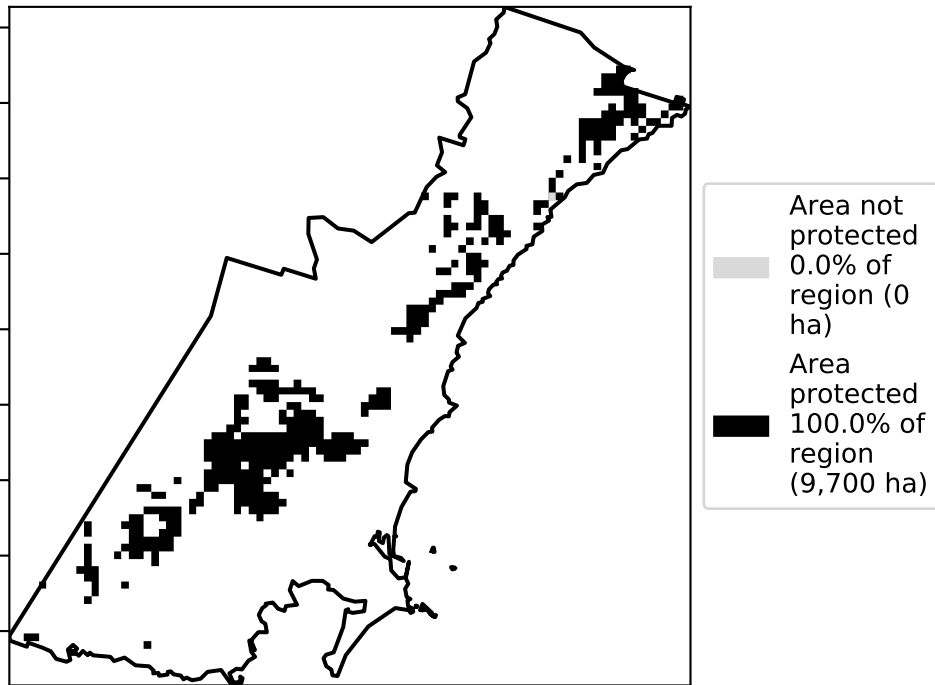 Area not
protected
0.0% of
region (0
ha)
Area
protected
100.0% of
region
(9,700 ha)